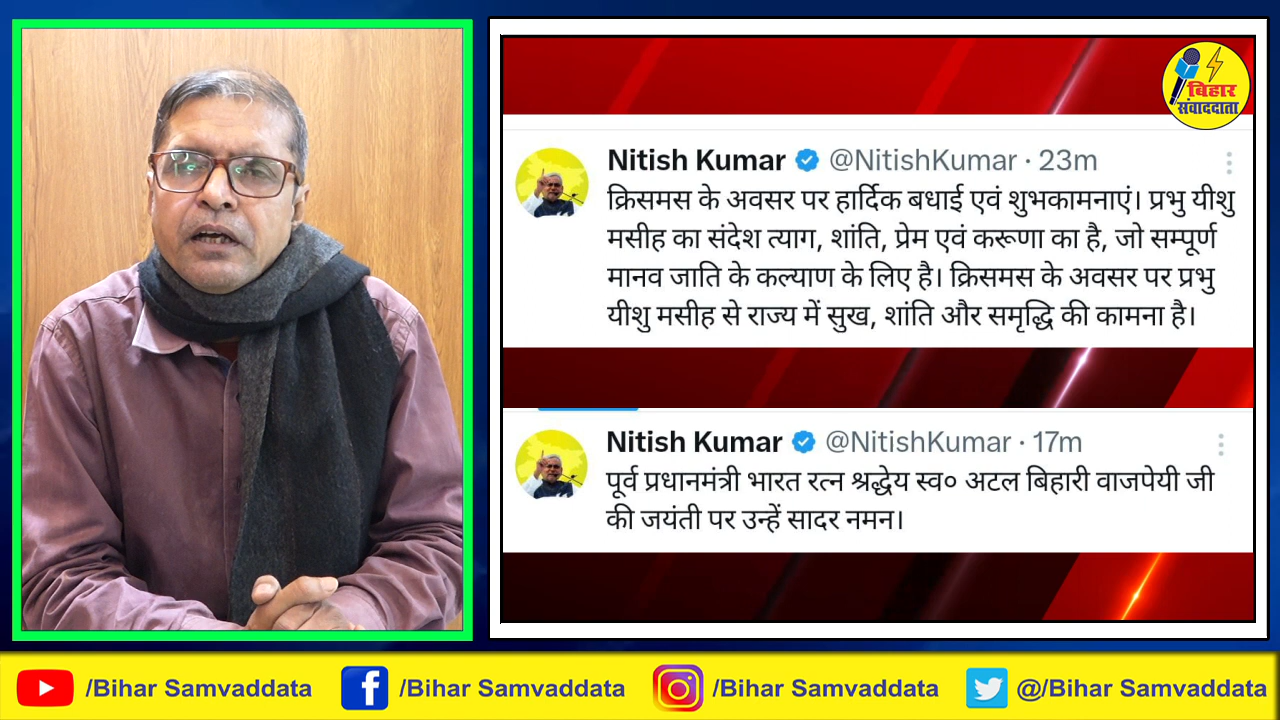 बिहार
संवाददाता
Nitish Kumar @NitishKumar · 23m
क्रिसमस के अवसर पर हार्दिक बधाई एवं शुभकामनाएं। प्रभु यीशु
मसीह का संदेश त्याग, शांति, प्रेम एवं करूणा का है, जो सम्पूर्ण
मानव जाति के कल्याण के लिए है। क्रिसमस के अवसर पर प्रभु
यीशु मसीह से राज्य में सुख, शांति और समृद्धि की कामना है।
Nitish Kumar @NitishKumar · 17m
पूर्व प्रधानमंत्री भारत रत्न श्रद्धेय स्व० अटल बिहारी वाजपेयी जी
की जयंती पर उन्हें सादर नमन।
/Bihar Samvaddata /Bihar Samvaddata /Bihar Samvaddata @/Bihar Samvaddata